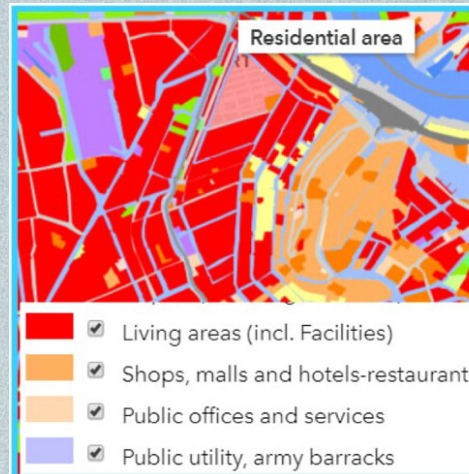 Residential area
Living areas (incl. Facilities)
Shops, malls and hotels-restaurant
Public offices and services
Public utility, army barracks